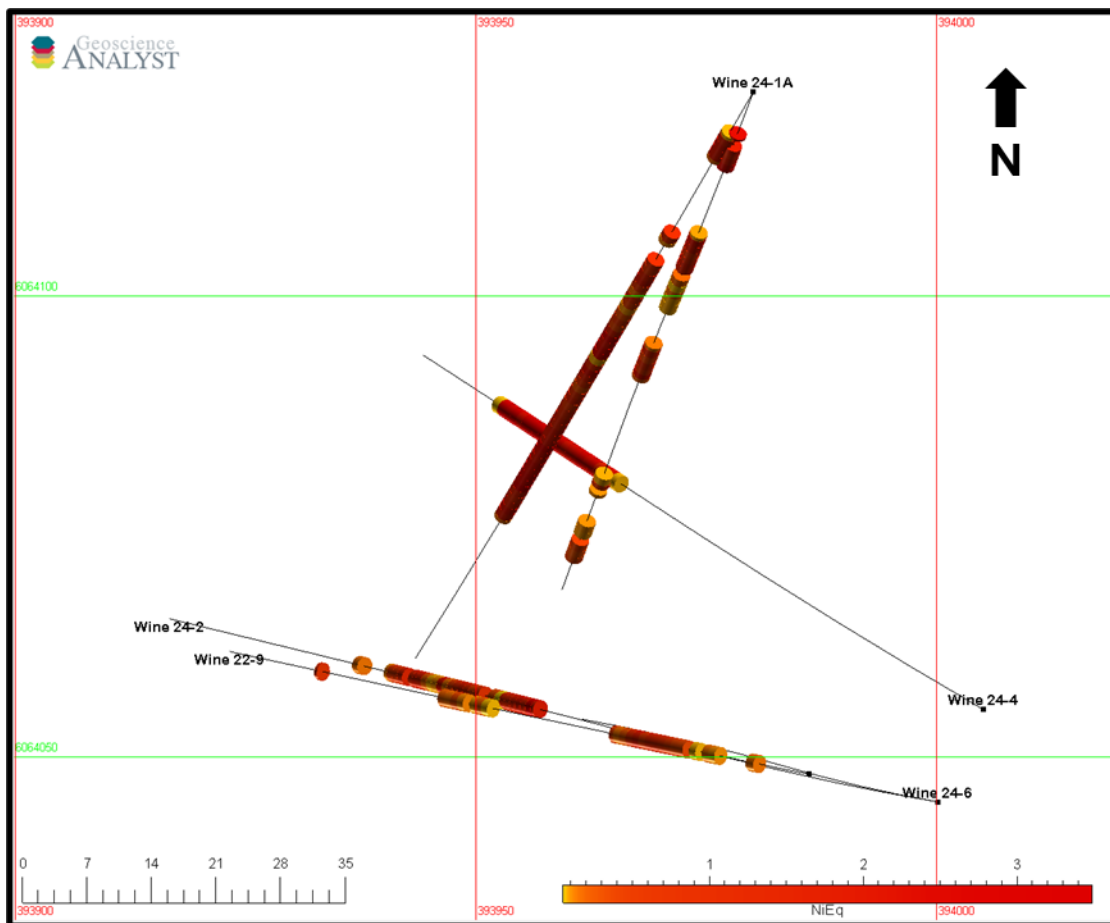 393900
393950
394000
Geoscience
ANALYST
Wine 24-1A
N
6064100
Wine 24-2
Wine 22-9
Wine 24-4
6064050
Wine 24-6
0 7 14 21 28 35
1 2 3
NiEq
393900
393950
394000